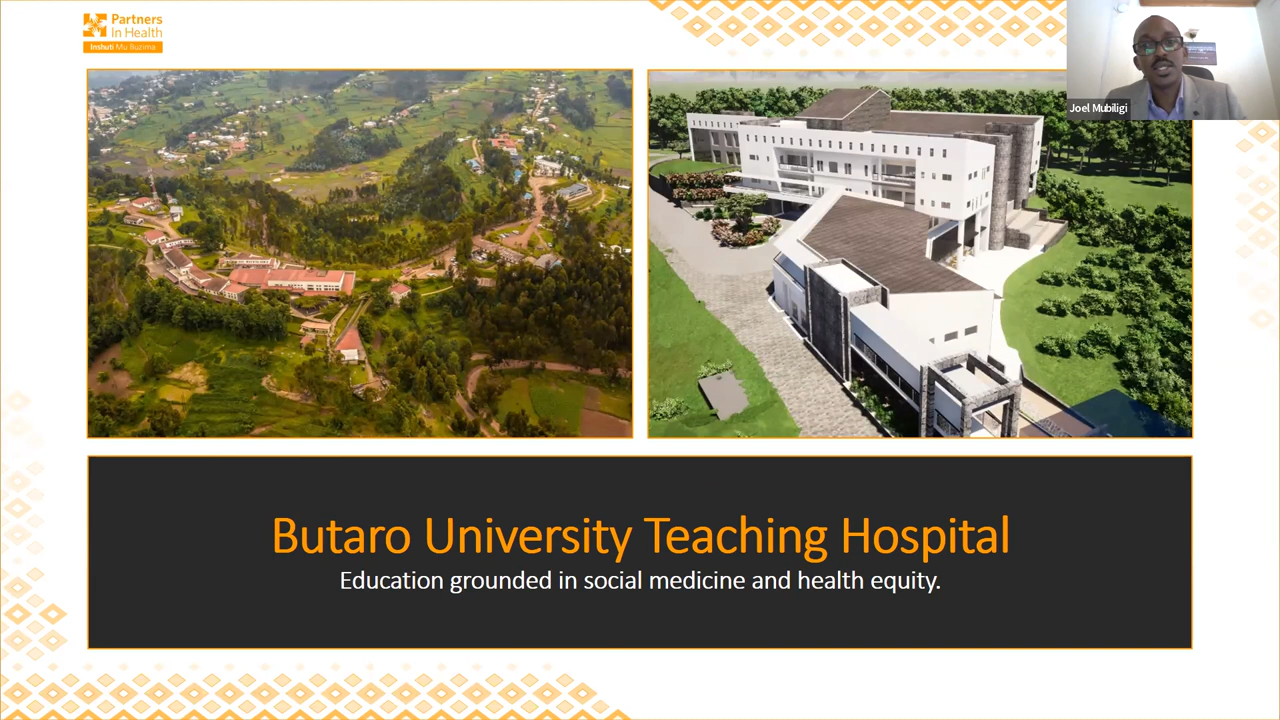 Partners
In Health
Inshuti Mu Buzima
Joel Mubiligi
Butaro University Teaching Hospital
Education grounded in social medicine and health equity.